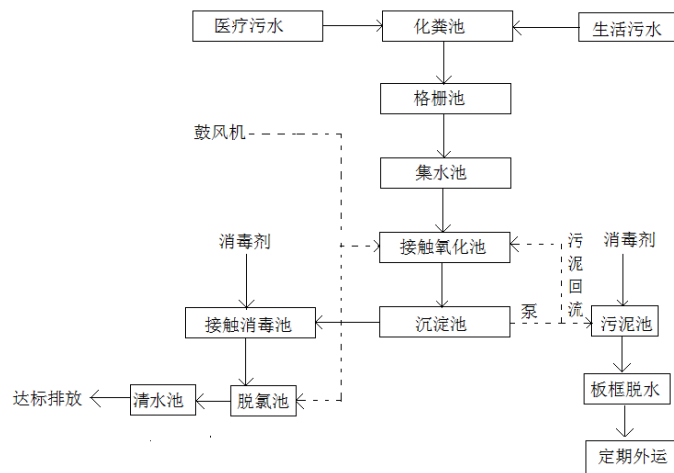 医疗污水
化粪池
生活污水
格栅池
鼓风机
集水池
消毒剂
接触氧化池
污泥回流
消毒剂
接触消毒池
沉淀池
泵
污泥池
达标排放
清水池
脱氯池
板框脱水
定期外运